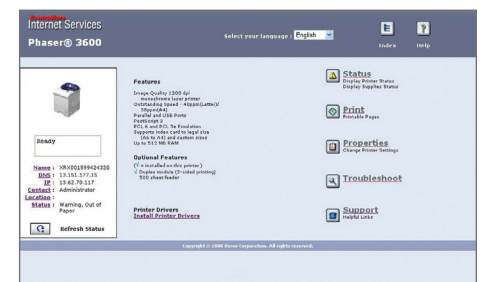 CentreWare
Internet Services
Phaser® 3600
Select your language : English
Index
Help
Ready
Name : XRX001599424330
DNS : 13.151.177.15
IP : 13.62.70.117
Contact : Administrator
Location :
Status : Warning, Out of
Paper
Refresh Status
Features
Image Quality 1200 dpi
monochrome laser printer
Outstanding Speed - 40ppm(Letter)/
38ppm(A4)
Parallel and USB Ports
PostScript 3
PCL 6 and PCL 5e Emulation
Supports index card to legal size
(A6 to A4) and custom sizes
Up to 512 MB RAM
Optional Features
(√ = installed on this printer)
√ Duplex module (2-sided printing)
500 sheet feeder
Printer Drivers
Install Printer Drivers
Status
Display Printer Status
Display Supplies Status
Print
Printable Pages
Properties
Change Printer Settings
Troubleshoot
Support
Helpful Links
Copyright © 2006 Xerox Corporation. All rights reserved.